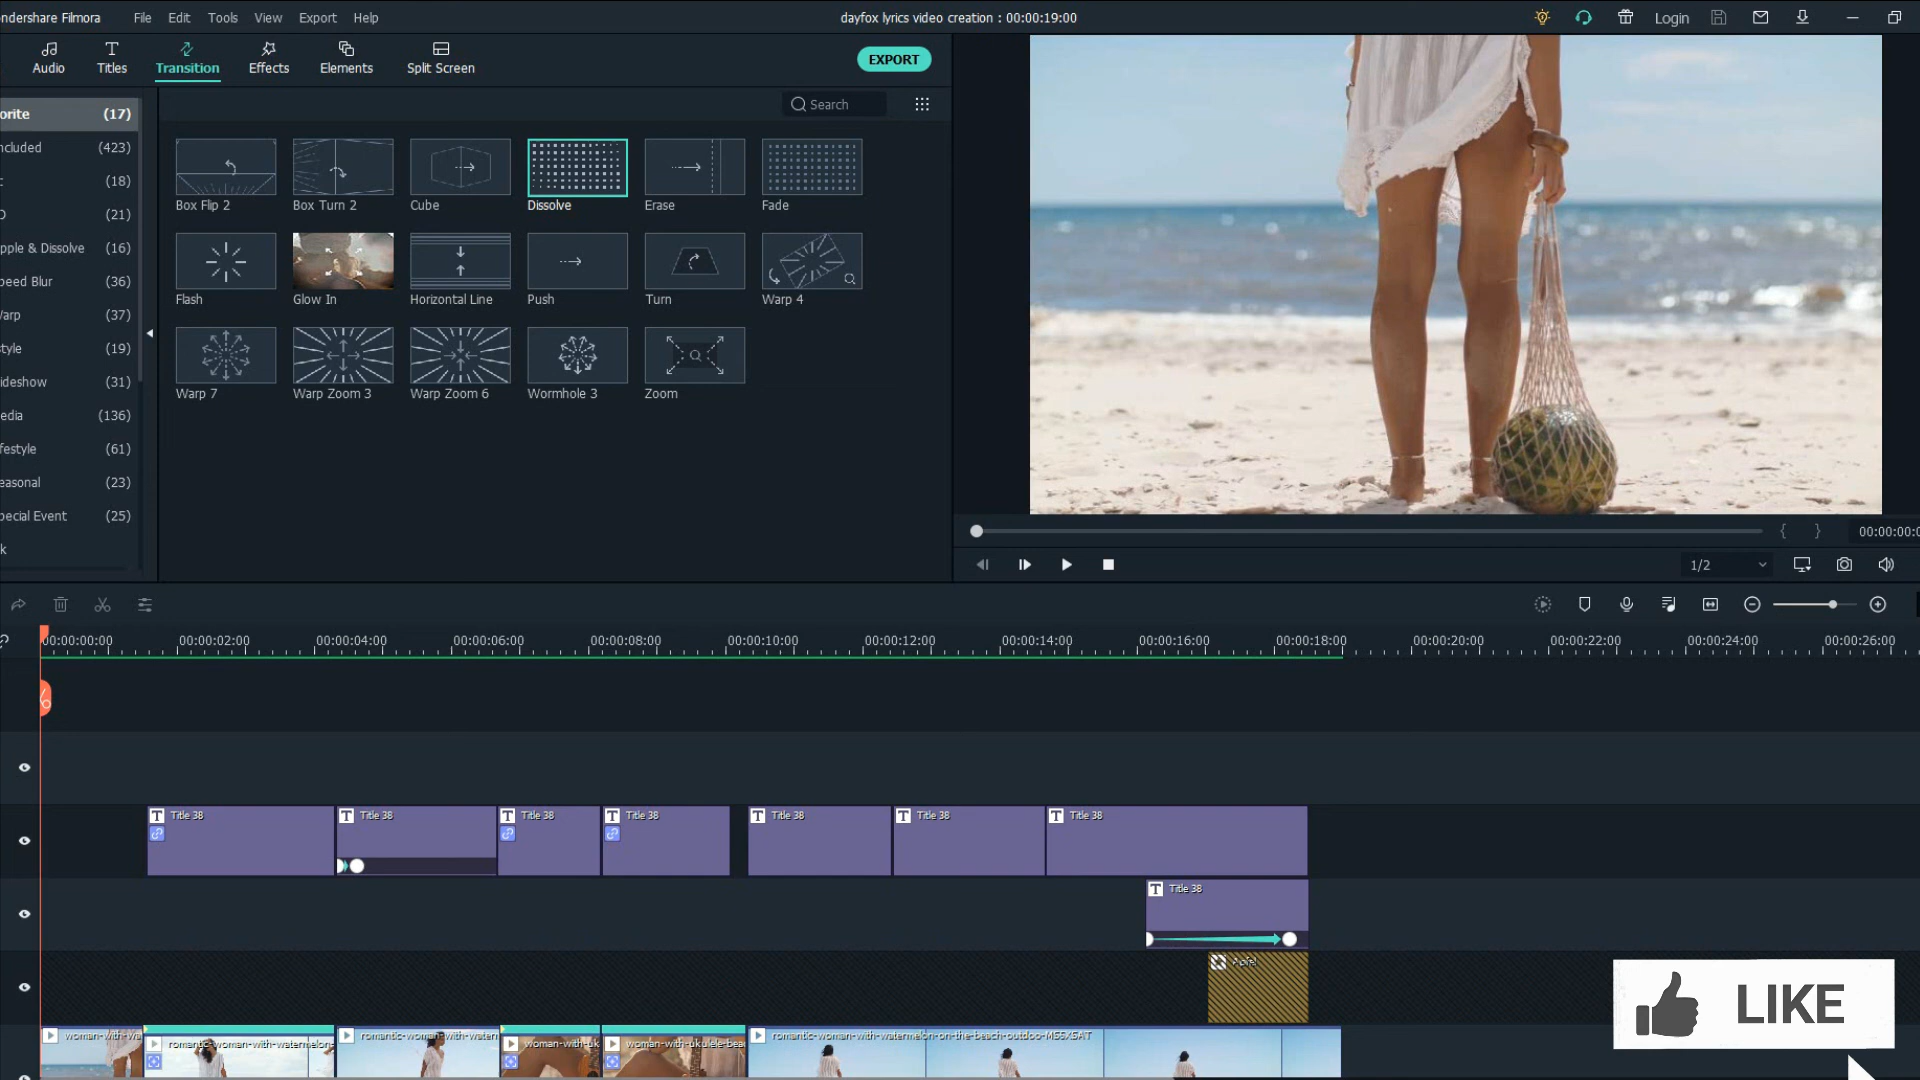 ndershare Filmora File Edit Tools View Export Help dayfox lyrics video creation : 00:00:19:00 Login
Audio Titles Transition Effects Elements Split Screen EXPORT
Search
orite (17)
ncluded (423)
(18)
D (21)
pple & Dissolve (16)
peed Blur (36)
arp (37)
tyle (19)
ideshow (31)
edia (136)
festyle (61)
easonal (23)
pecial Event (25)
k
Box Flip 2 Box Turn 2 Cube Dissolve Erase Fade
Flash Glow In Horizontal Line Push Turn Warp 4
Warp 7 Warp Zoom 3 Warp Zoom 6 Wormhole 3 Zoom
{ } 00:00:00:0
1/2
00:00:00:00 00:00:02:00 00:00:04:00 00:00:06:00 00:00:08:00 00:00:10:00 00:00:12:00 00:00:14:00 00:00:16:00 00:00:18:00 00:00:20:00 00:00:22:00 00:00:24:00 00:00:26:00
T Title 38 T Title 38 T Title 38 T Title 38 T Title 38 T Title 38 T Title 38
T Title 38
LIKE
woman-with-wa romantic-woman-with-watermelon- romantic-woman-with-watern woman-with-uk woman-with-ukulele-bea romantic-woman-with-watermelon-on-the-beach-outdoo-MSSX5AT